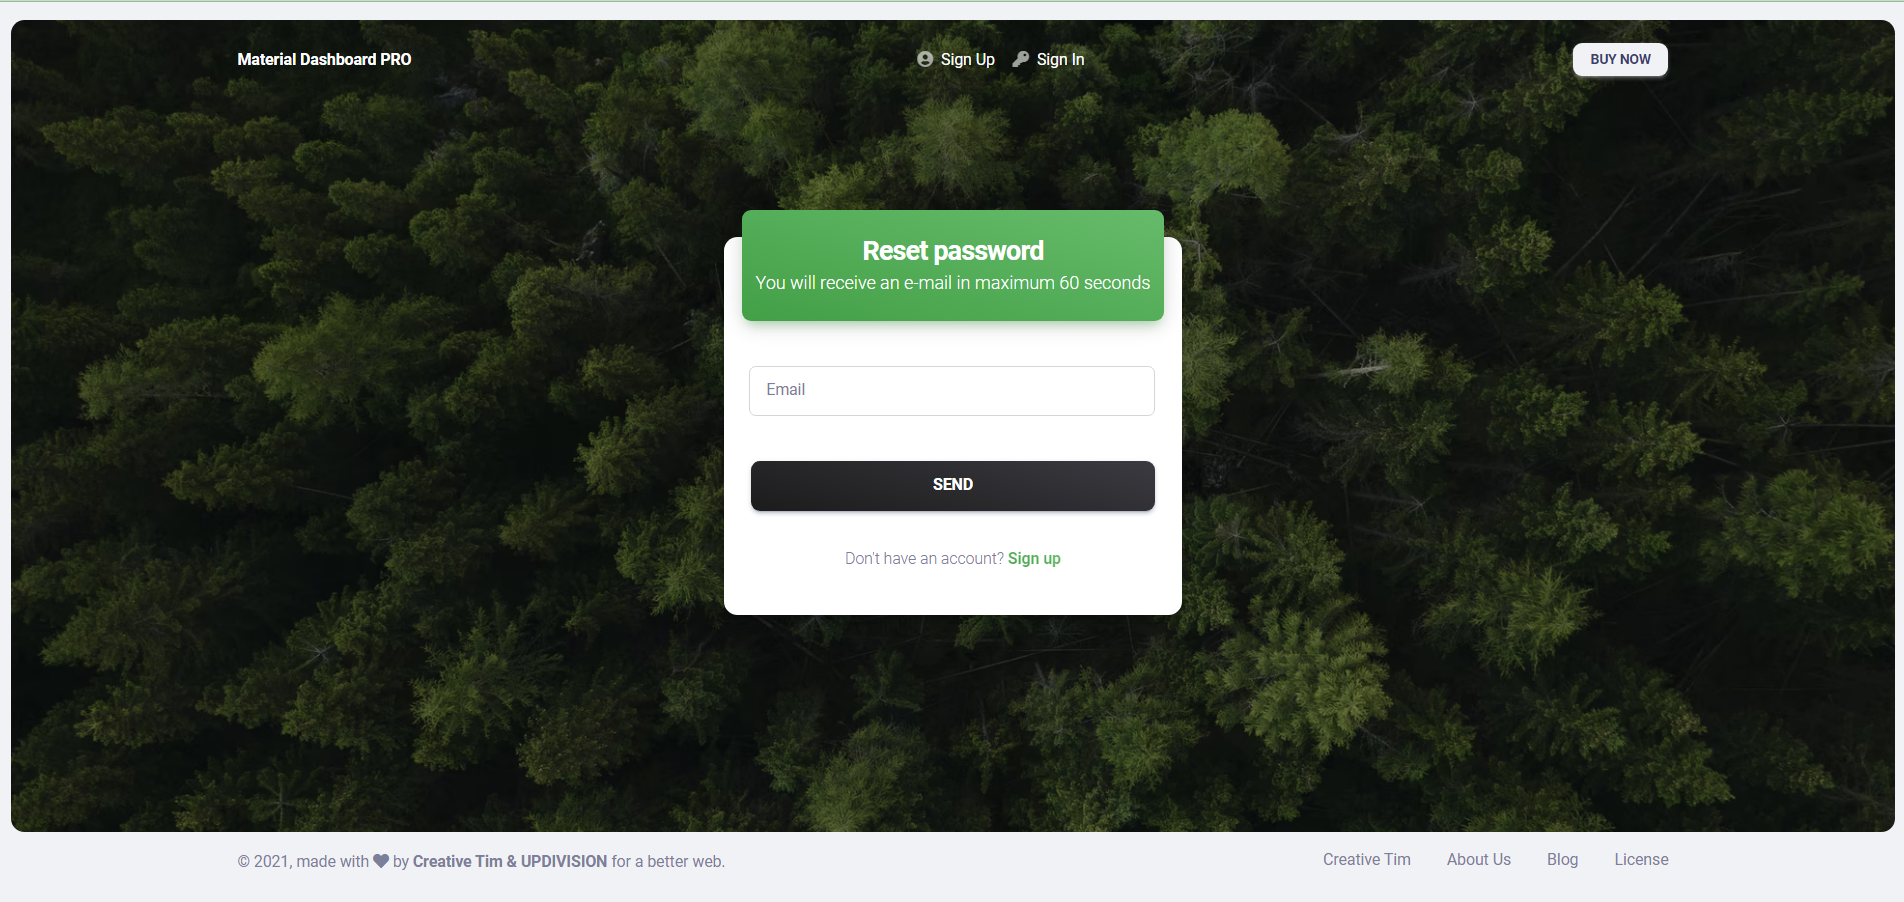 Material Dashboard PRO
Sign Up
Sign In
BUY NOW
Reset password
You will receive an e-mail in maximum 60 seconds
Email
SEND
Don't have an account? Sign up
© 2021, made with by Creative Tim & UPDIVISION for a better web.
Creative Tim
About Us
Blog
License